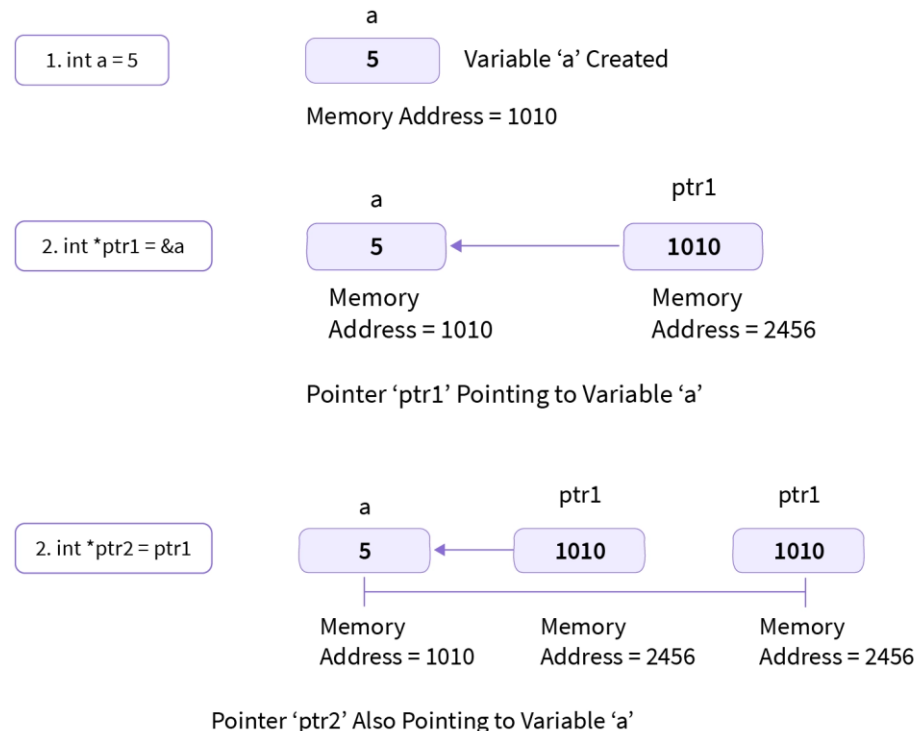 a
1. int a = 5
5
Variable ‘a’ Created
Memory Address = 1010
a
ptr1
2. int *ptr1 = &a
5
1010
Memory
Address = 1010
Memory
Address = 2456
Pointer ‘ptr1’ Pointing to Variable ‘a’
a
ptr1
ptr1
2. int *ptr2 = ptr1
5
1010
1010
Memory
Address = 1010
Memory
Address = 2456
Memory
Address = 2456
Pointer ‘ptr2’ Also Pointing to Variable ‘a’